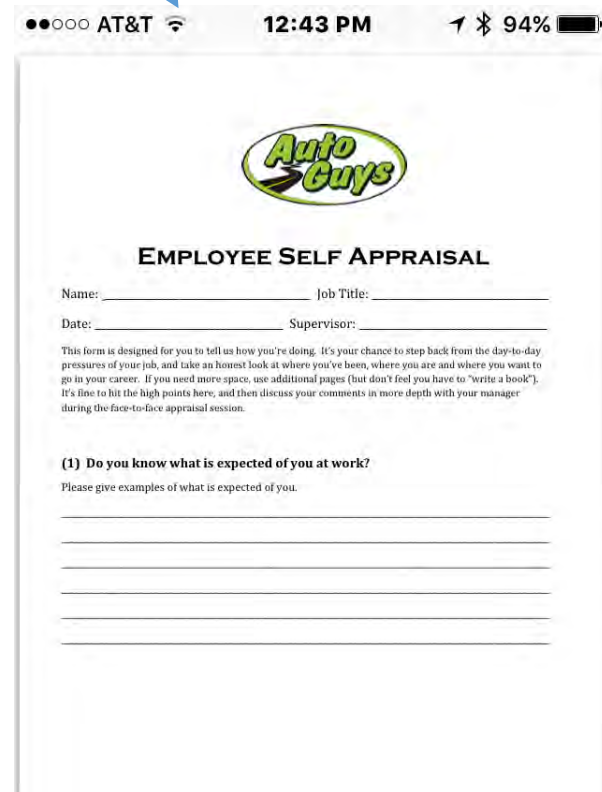 ●●○○○ AT&T 12:43 PM 94%
Auto
Guys
EMPLOYEE SELF APPRAISAL
Name: ________________ Job Title: ________________
Date: ________________ Supervisor: ________________
This form is designed for you to tell us how you're doing. It's your chance to step back from the day-to-day
pressures of your job, and take an honest look at where you've been, where you are and where you want to
go in your career. If you need more space, use additional pages (but don't feel you have to "write a book").
It's fine to hit the high points here, and then discuss your comments in more depth with your manager
during the face-to-face appraisal session.
(1) Do you know what is expected of you at work?
Please give examples of what is expected of you.